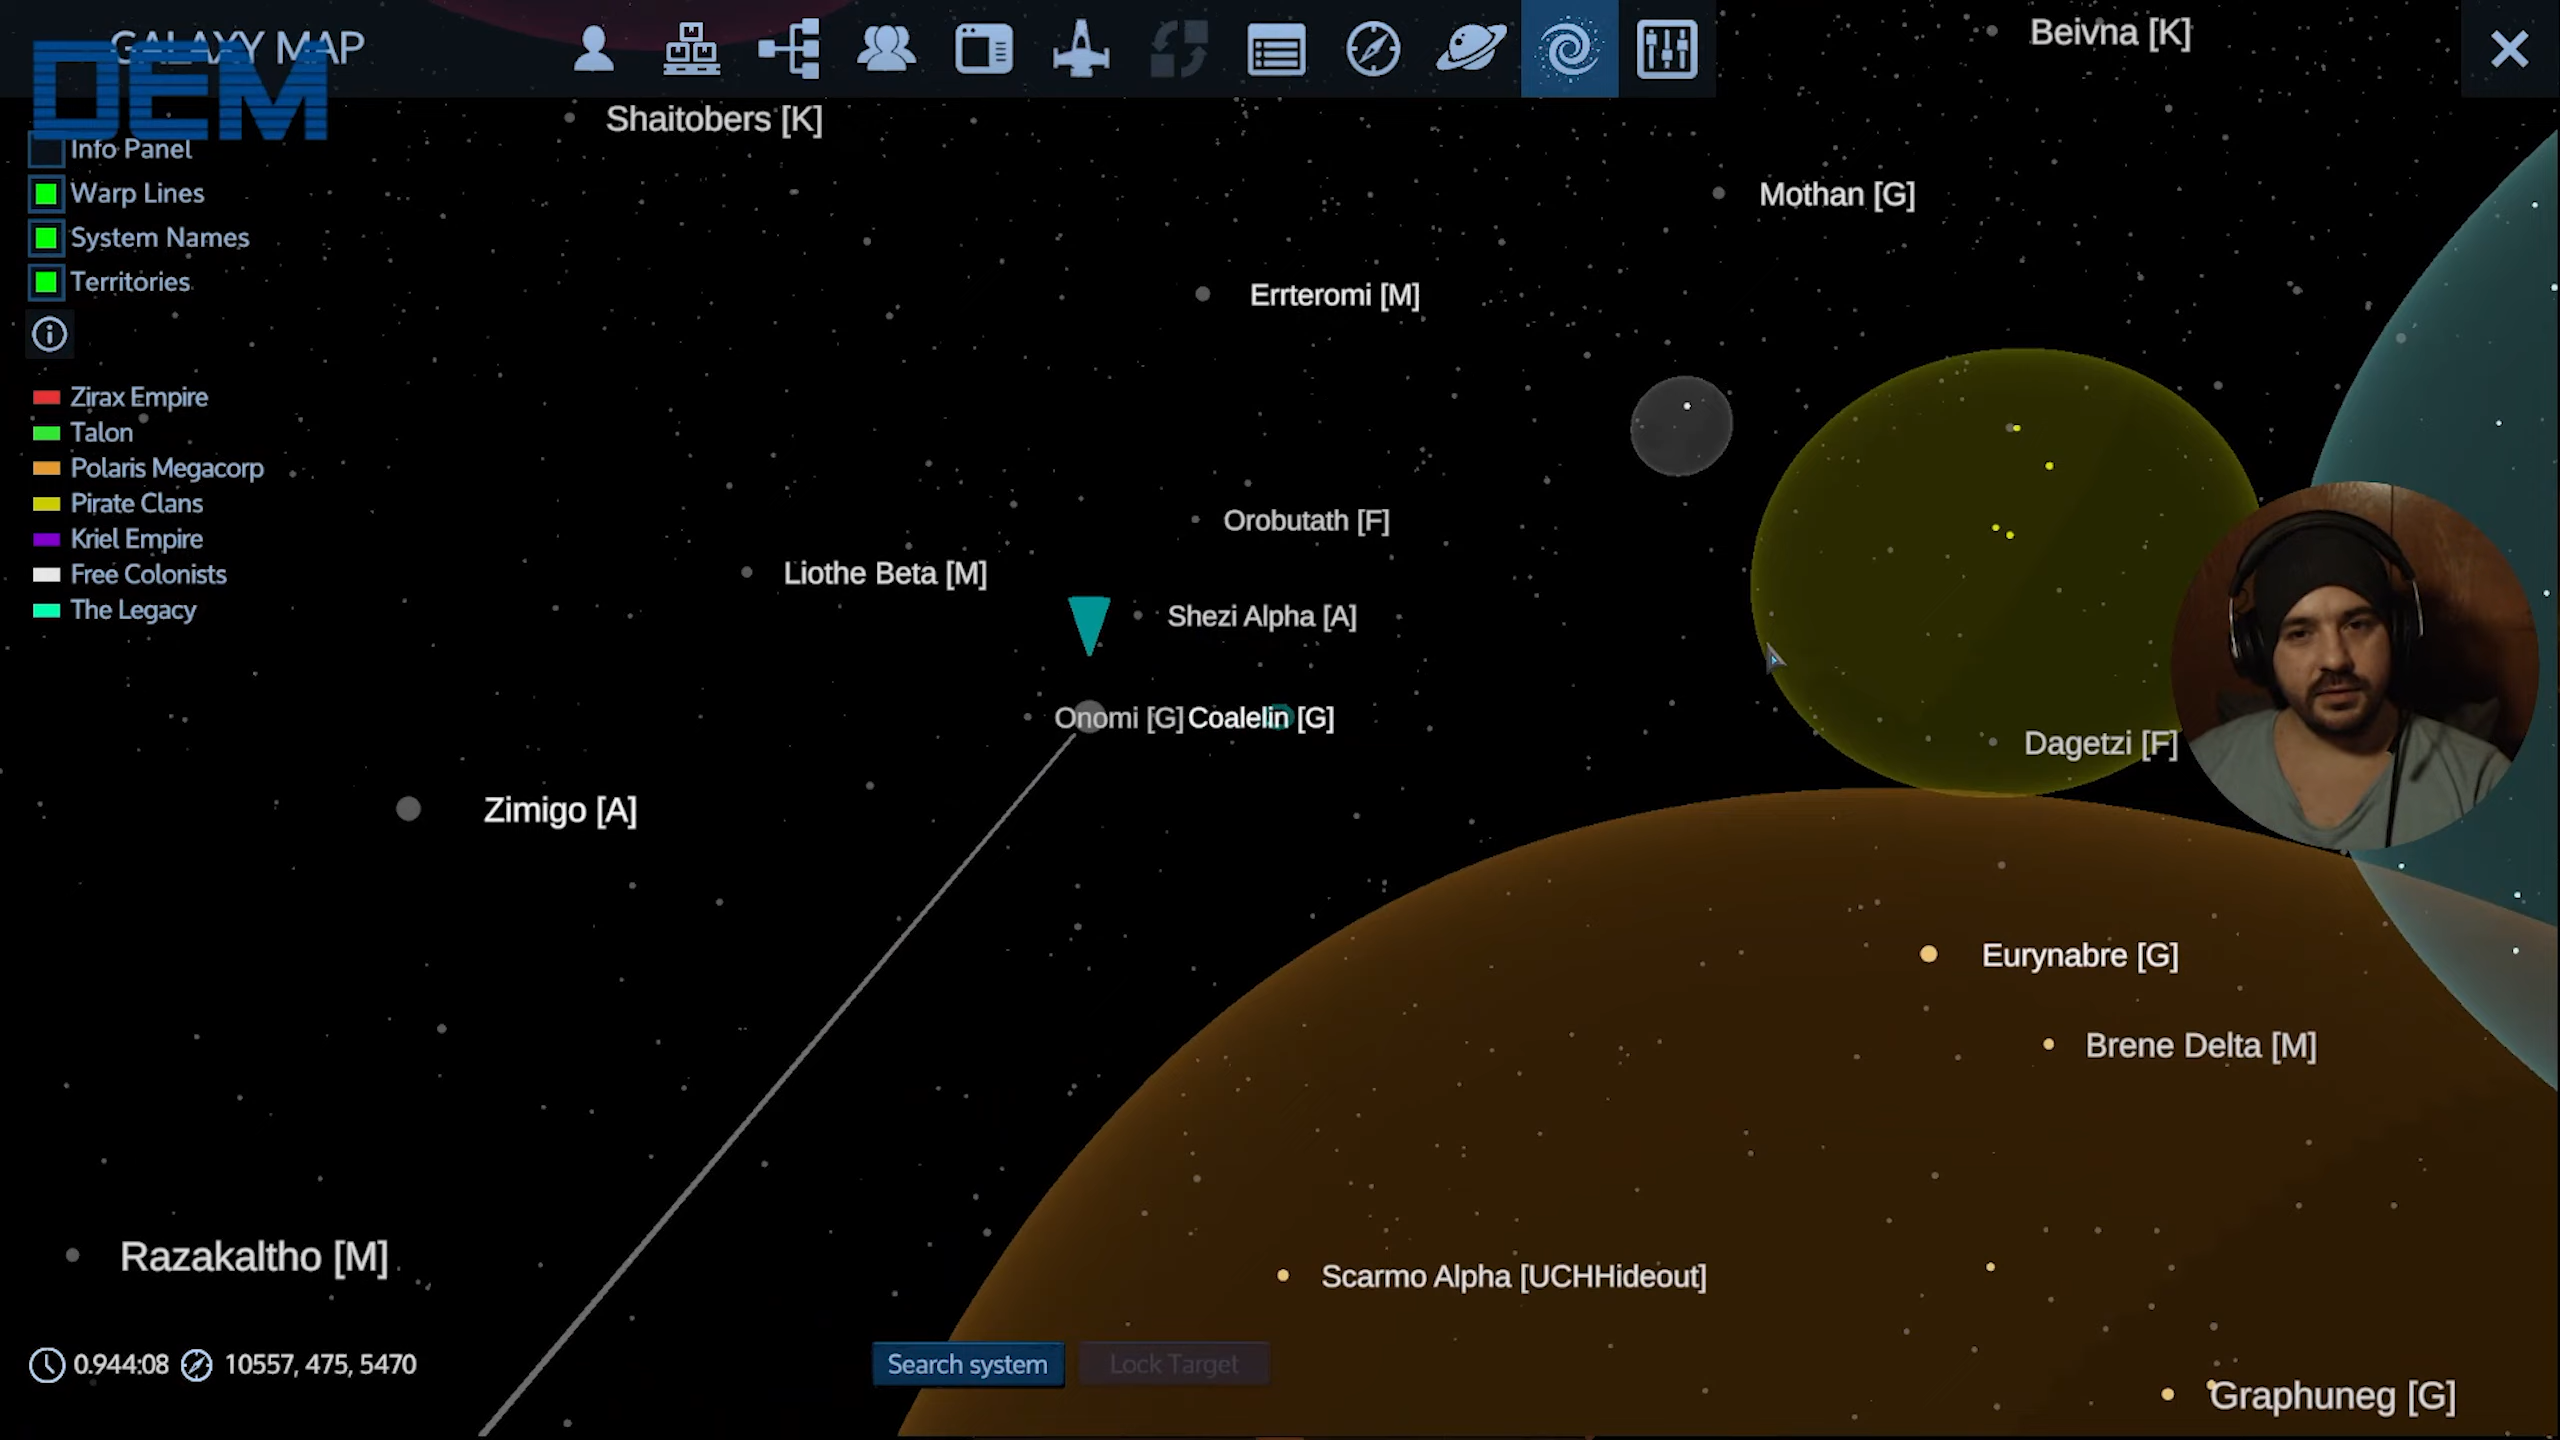 GALAXY MAP
DEM
Info Panel
Warp Lines
System Names
Territories
Zirax Empire
Talon
Polaris Megacorp
Pirate Clans
Kriel Empire
Free Colonists
The Legacy
Beivna [K]
Shaitobers [K]
Mothan [G]
Errteromi [M]
Orobutath [F]
Liothe Beta [M]
Shezi Alpha [A]
Onomi [G] Coalelin [G]
Dagetzi [F]
Zimigo [A]
Eurynabre [G]
Brene Delta [M]
Razakaltho [M]
Scarmo Alpha [UCHHideout]
0.944:08 10557, 475, 5470
Search system
Lock Target
Graphuneg [G]